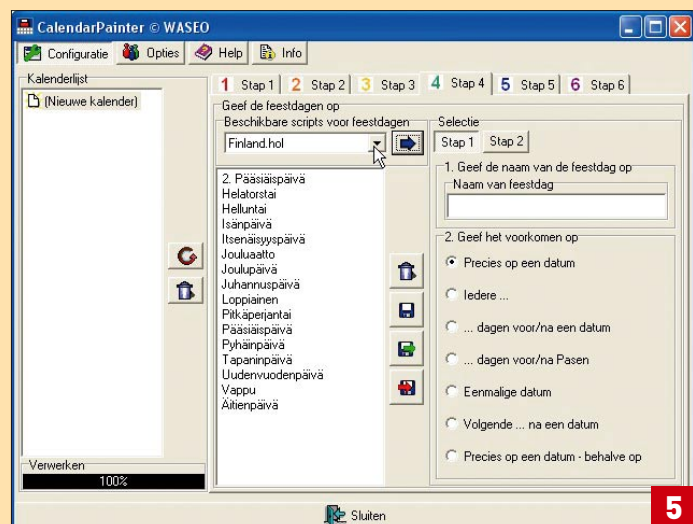 CalendarPainter © WASEO
Configuratie Opties Help Info
Kalenderlijst
(Nieuwe kalender)
Verwerken
100%
1 Stap 1 2 Stap 2 3 Stap 3 4 Stap 4 5 Stap 5 6 Stap 6
Geef de feestdagen op
Beschikbare scripts voor feestdagen
Finland.hol
2. Pääsiäispäivä
Helatorstai
Helluntai
Isänpäivä
Itsenäisyyspäivä
Jouluaatto
Joulupäivä
Juhannuspäivä
Loppiainen
Pitkäperjantai
Pääsiäispäivä
Pyhäinpäivä
Tapaninpäivä
Uudenvuodenpäivä
Vappu
Äitienpäivä
Selectie
Stap 1 Stap 2
1. Geef de naam van de feestdag op
Naam van feestdag
2. Geef het voorkomen op
Precies op een datum
Iedere ...
... dagen voor/na een datum
... dagen voor/na Pasen
Eenmalige datum
Volgende ... na een datum
Precies op een datum - behalve op
Sluiten
5